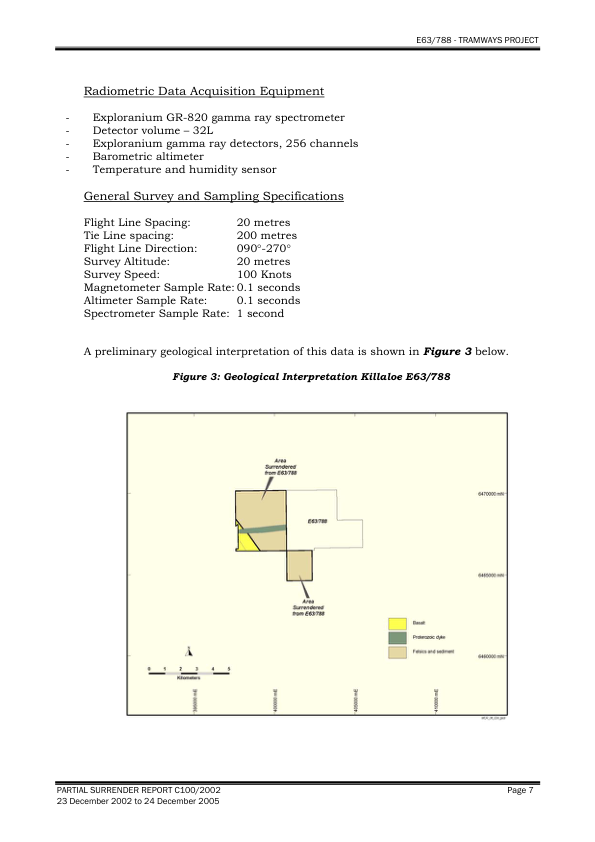 E63/788 - TRAMWAYS PROJECT
Radiometric Data Acquisition Equipment
- Exploranium GR-820 gamma ray spectrometer
- Detector volume – 32L
- Exploranium gamma ray detectors, 256 channels
- Barometric altimeter
- Temperature and humidity sensor
General Survey and Sampling Specifications
Flight Line Spacing: 20 metres
Tie Line spacing: 200 metres
Flight Line Direction: 090°-270°
Survey Altitude: 20 metres
Survey Speed: 100 Knots
Magnetometer Sample Rate: 0.1 seconds
Altimeter Sample Rate: 0.1 seconds
Spectrometer Sample Rate: 1 second
A preliminary geological interpretation of this data is shown in Figure 3 below.
Figure 3: Geological Interpretation Killaloe E63/788
Area
Surrendered
from E63/788
6470000 mN
E63/788
6465000 mN
Area
Surrendered
from E63/788
Basalt
Proterozoic dyke
Felsics and sediment
6460000 mN
0 1 2 3 4 5
Kilometers
395000 mE
400000 mE
405000 mE
410000 mE
PARTIAL SURRENDER REPORT C100/2002 Page 7
23 December 2002 to 24 December 2005